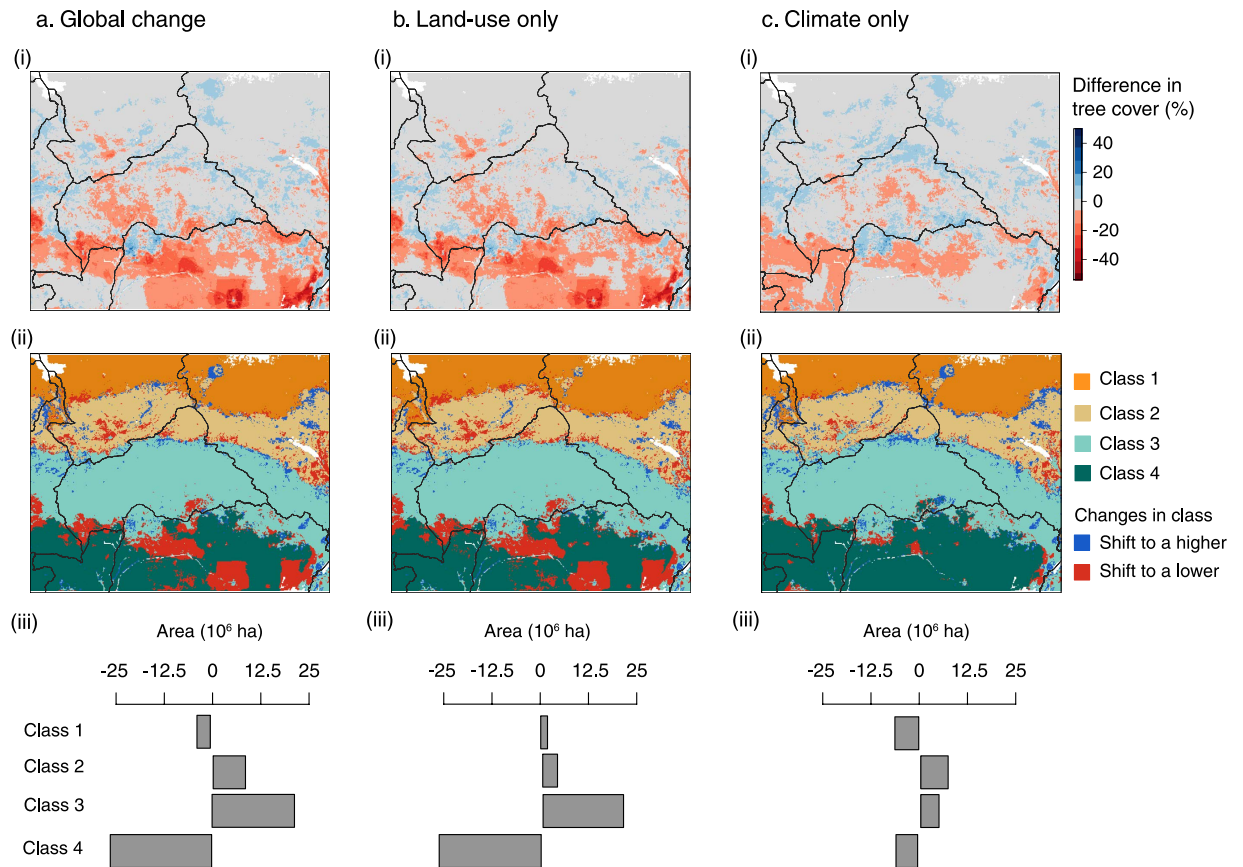 a. Global change
b. Land-use only
c. Climate only
(i)
(i)
(i)
Difference in
tree cover (%)
40
20
0
-20
-40
(ii)
(ii)
(ii)
Class 1
Class 2
Class 3
Class 4
Changes in class
Shift to a higher
Shift to a lower
(iii)
Area (10⁶ ha)
-25 -12.5 0 12.5 25
(iii)
Area (10⁶ ha)
-25 -12.5 0 12.5 25
(iii)
Area (10⁶ ha)
-25 -12.5 0 12.5 25
Class 1
Class 2
Class 3
Class 4